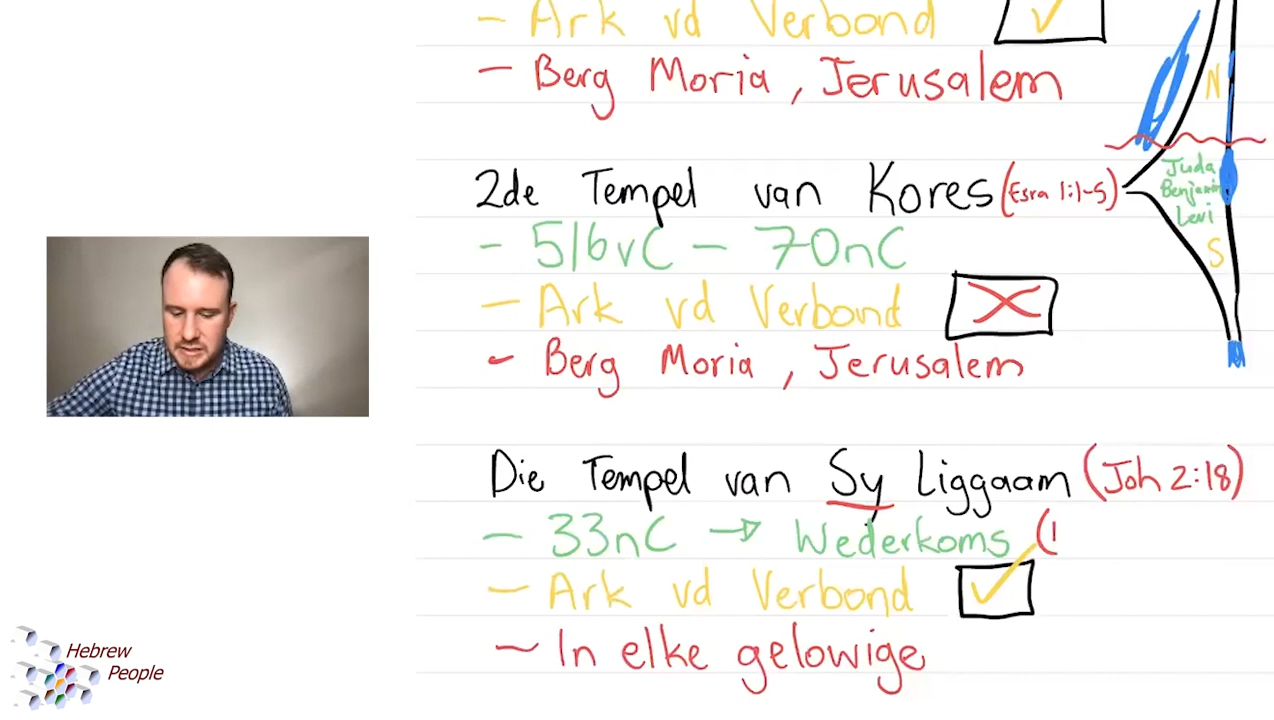 - Ark vd Verbond
- Berg Moria, Jerusalem
N
2de Tempel van Kores (Esra 1:1-5)
Juda
Benjamin
Levi
- 516vC - 70nC
S
- Ark vd Verbond
- Berg Moria, Jerusalem
Die Tempel van Sy Liggaam (Joh 2:18)
- 33nC → Wederkoms (1
- Ark vd Verbond
- In elke gelowige
Hebrew
People